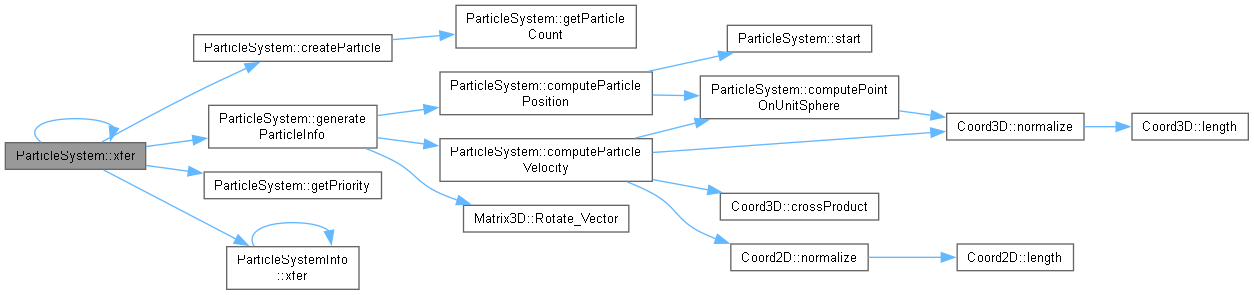 ParticleSystem::xfer
ParticleSystem::createParticle
ParticleSystem::getParticle
Count
ParticleSystem::generate
ParticleInfo
ParticleSystem::computeParticle
Position
ParticleSystem::start
ParticleSystem::computePoint
OnUnitSphere
Coord3D::normalize
Coord3D::length
ParticleSystem::computeParticle
Velocity
Coord3D::crossProduct
Coord2D::normalize
Coord2D::length
Matrix3D::Rotate_Vector
ParticleSystem::getPriority
ParticleSystemInfo
::xfer